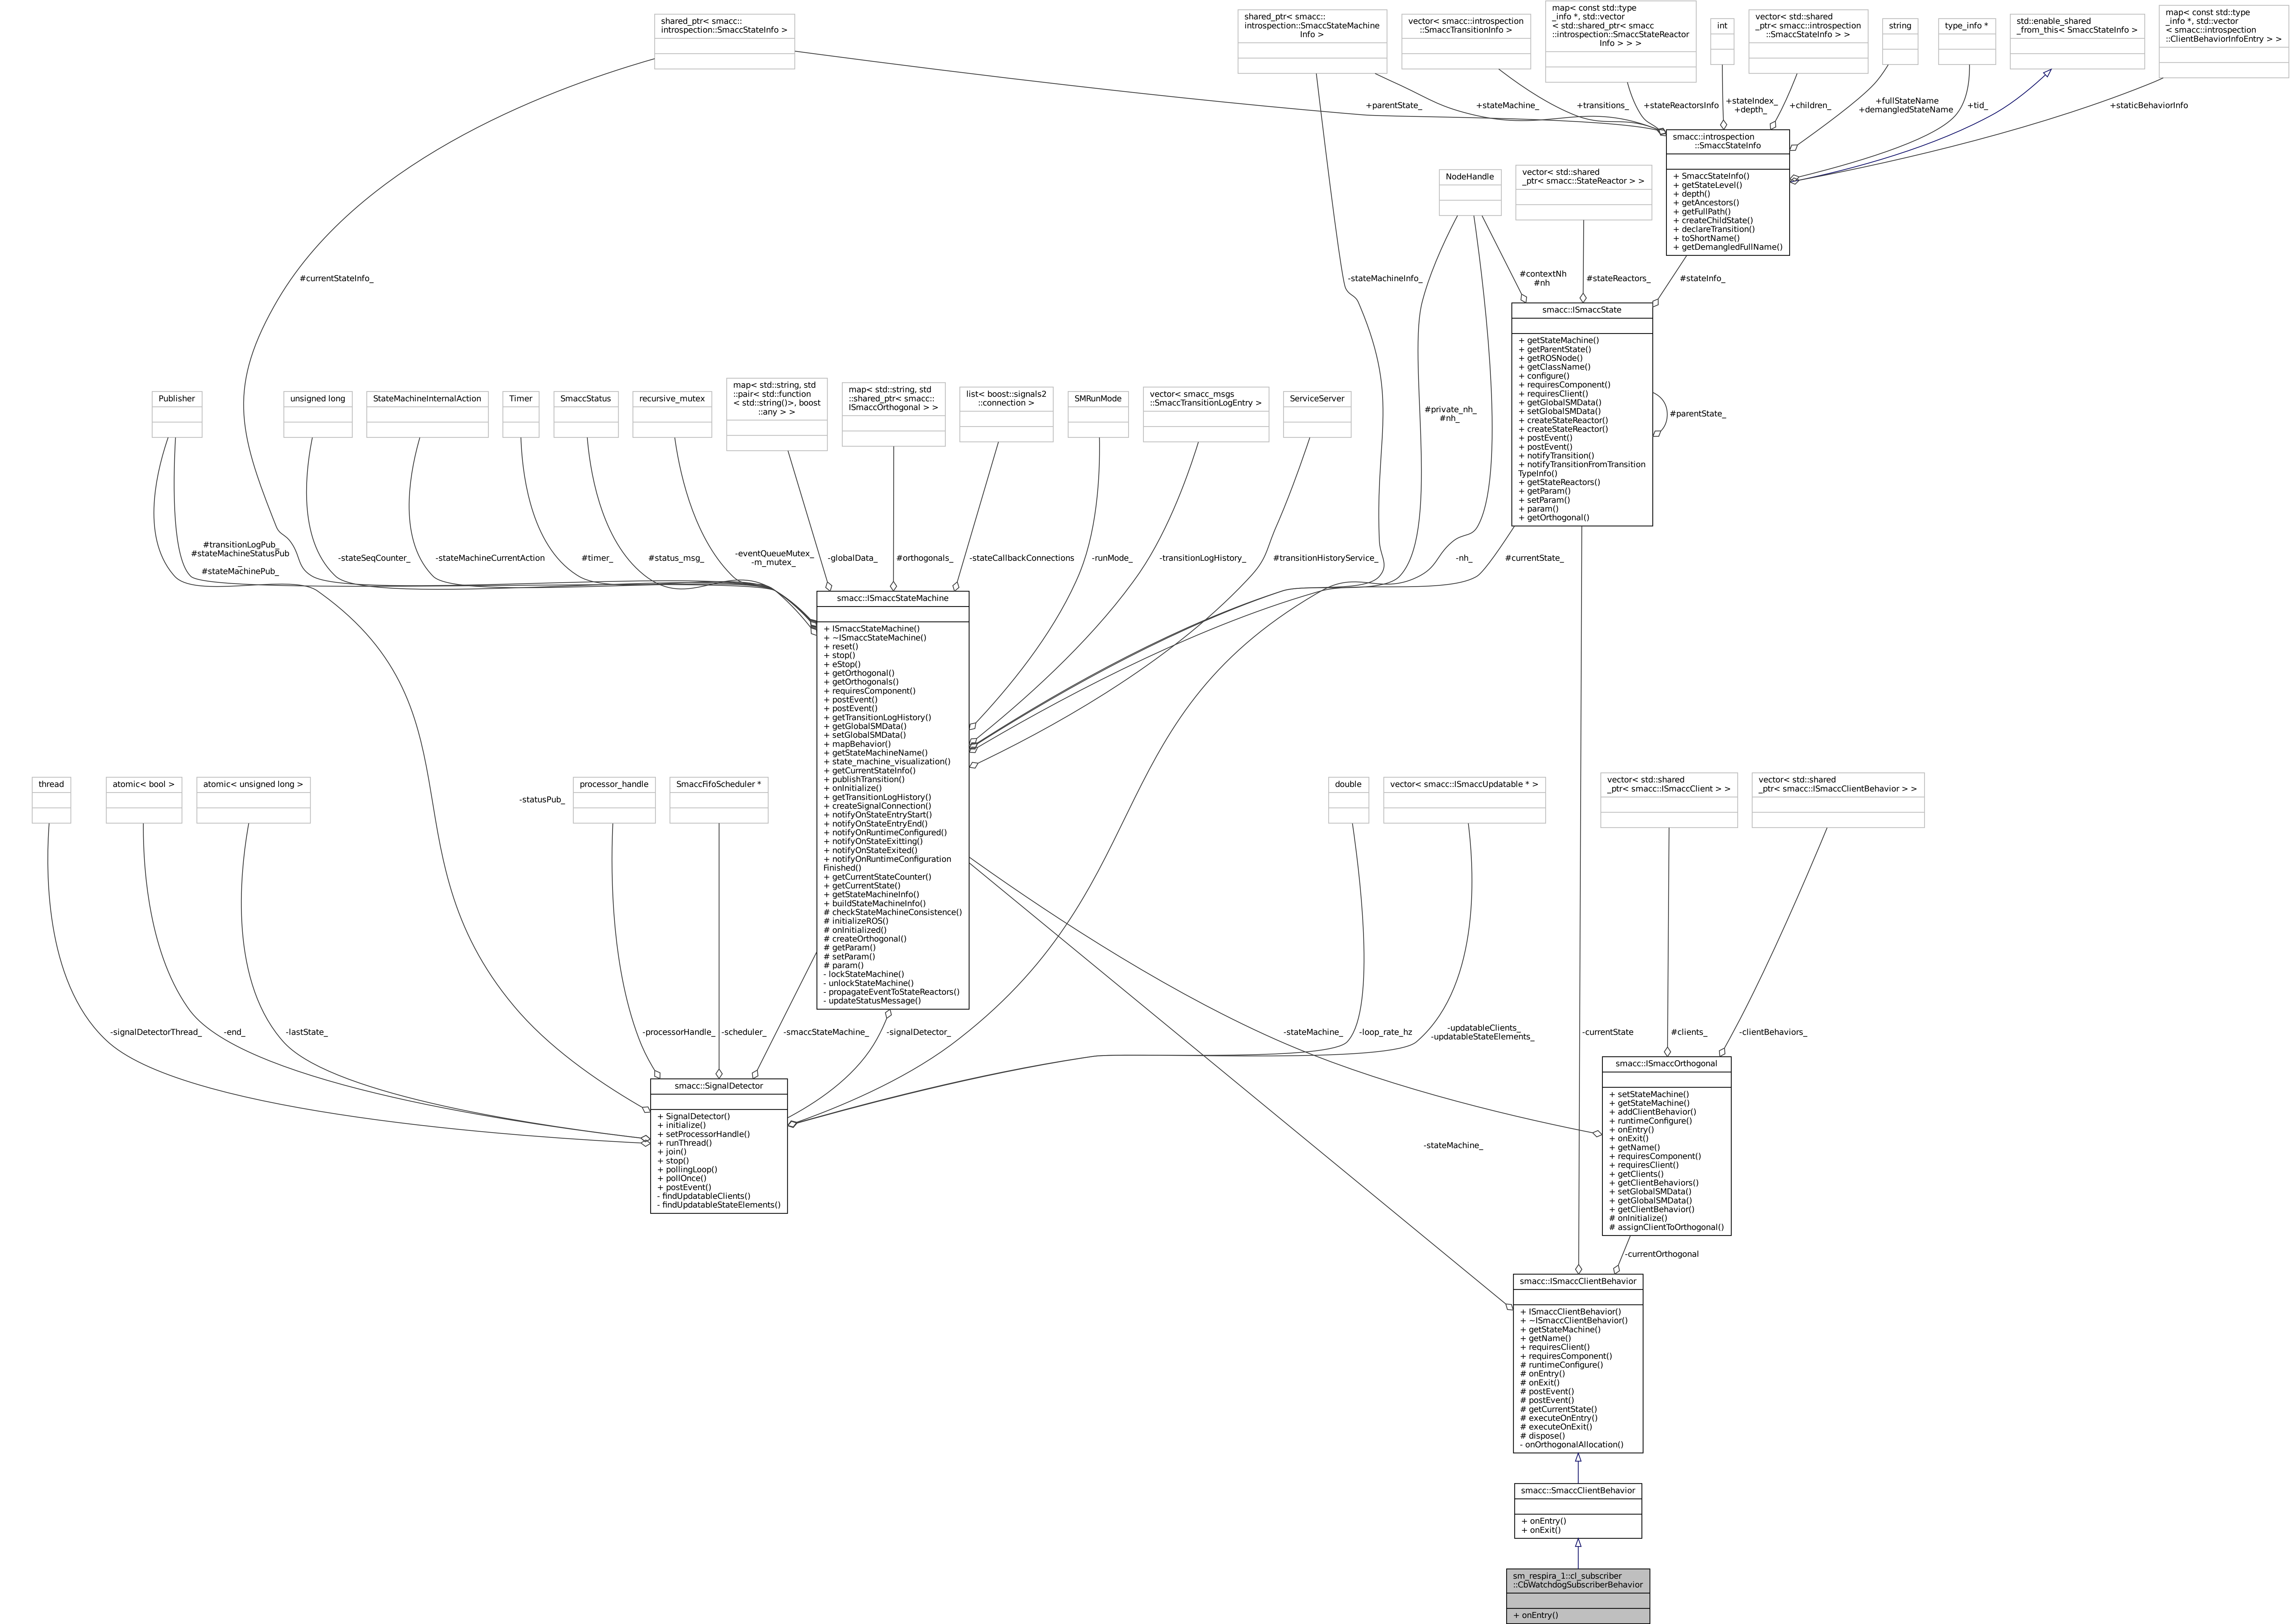 shared_ptr< smacc::
introspection::SmaccStateInfo >
shared_ptr< smacc::
introspection::SmaccStateMachine
Info >
vector< smacc::introspection
::SmaccTransitionInfo >
map< const std::type
_info *, std::vector
< std::shared_ptr< smacc
::introspection::SmaccStateReactor
Info > > >
int
vector< std::shared
_ptr< smacc::introspection
::SmaccStateInfo > >
string
type_info *
std::enable_shared
_from_this< SmaccStateInfo >
map< const std::type
_info *, std::vector
< smacc::introspection
::ClientBehaviorInfoEntry > >
+parentState_
+stateMachine_
+transitions_
+stateReactorsInfo
+stateIndex_
+depth_
+children_
+fullStateName
+demangledStateName
+tid_
+staticBehaviorInfo
smacc::introspection
::SmaccStateInfo
+ SmaccStateInfo()
+ getStateLevel()
+ depth()
+ getAncestors()
+ getFullPath()
+ createChildState()
+ declareTransition()
+ toShortName()
+ getDemangledFullName()
NodeHandle
vector< std::shared
_ptr< smacc::StateReactor > >
#currentStateInfo_
-stateMachineInfo_
#contextNh
#nh
#stateReactors_
#stateInfo_
smacc::ISmaccState
+ getStateMachine()
+ getParentState()
+ getROSNode()
+ getClassName()
+ configure()
+ requiresComponent()
+ requiresClient()
+ getGlobalSMData()
+ setGlobalSMData()
+ createStateReactor()
+ createStateReactor()
+ postEvent()
+ postEvent()
+ notifyTransition()
+ notifyTransitionFromTransition
TypeInfo()
+ getStateReactors()
+ getParam()
+ setParam()
+ param()
+ getOrthogonal()
#parentState_
#private_nh_
#nh_
Publisher
unsigned long
StateMachineInternalAction
Timer
SmaccStatus
recursive_mutex
map< std::string, std
::pair< std::function
< std::string()>, boost
::any > >
map< std::string, std
::shared_ptr< smacc::
ISmaccOrthogonal > >
list< boost::signals2
::connection >
SMRunMode
vector< smacc_msgs
::SmaccTransitionLogEntry >
ServiceServer
#transitionLogPub_
#stateMachineStatusPub
_
#stateMachinePub_
-stateSeqCounter_
-stateMachineCurrentAction
#timer_
#status_msg_
-eventQueueMutex_
-m_mutex_
-globalData_
#orthogonals_
-stateCallbackConnections
-runMode_
-transitionLogHistory_
#transitionHistoryService_
-nh_
#currentState_
smacc::ISmaccStateMachine
+ ISmaccStateMachine()
+ ~ISmaccStateMachine()
+ reset()
+ stop()
+ eStop()
+ getOrthogonal()
+ getOrthogonals()
+ requiresComponent()
+ postEvent()
+ postEvent()
+ getTransitionLogHistory()
+ getGlobalSMData()
+ setGlobalSMData()
+ mapBehavior()
+ getStateMachineName()
+ state_machine_visualization()
+ getCurrentStateInfo()
+ publishTransition()
+ onInitialize()
+ getTransitionLogHistory()
+ createSignalConnection()
+ notifyOnStateEntryStart()
+ notifyOnStateEntryEnd()
+ notifyOnRuntimeConfigured()
+ notifyOnStateExitting()
+ notifyOnStateExited()
+ notifyOnRuntimeConfiguration
Finished()
+ getCurrentStateCounter()
+ getCurrentState()
+ getStateMachineInfo()
+ buildStateMachineInfo()
# checkStateMachineConsistence()
# initializeROS()
# onInitialized()
# createOrthogonal()
# getParam()
# setParam()
# param()
- lockStateMachine()
- unlockStateMachine()
- propagateEventToStateReactors()
- updateStatusMessage()
thread
atomic< bool >
atomic< unsigned long >
-statusPub_
processor_handle
SmaccFifoScheduler *
double
vector< smacc::ISmaccUpdatable * >
vector< std::shared
_ptr< smacc::ISmaccClient > >
vector< std::shared
_ptr< smacc::ISmaccClientBehavior > >
-signalDetectorThread_
-end_
-lastState_
-processorHandle_
-scheduler_
-smaccStateMachine_
-signalDetector_
-stateMachine_
-loop_rate_hz
-updatableClients_
-updatableStateElements_
-currentState
#clients_
-clientBehaviors_
smacc::SignalDetector
+ SignalDetector()
+ initialize()
+ setProcessorHandle()
+ runThread()
+ join()
+ stop()
+ pollingLoop()
+ pollOnce()
+ postEvent()
- findUpdatableClients()
- findUpdatableStateElements()
smacc::ISmaccOrthogonal
+ setStateMachine()
+ getStateMachine()
+ addClientBehavior()
+ runtimeConfigure()
+ onEntry()
+ onExit()
+ getName()
+ requiresComponent()
+ requiresClient()
+ getClients()
+ getClientBehaviors()
+ setGlobalSMData()
+ getGlobalSMData()
+ getClientBehavior()
# onInitialize()
# assignClientToOrthogonal()
-stateMachine_
-currentOrthogonal
smacc::ISmaccClientBehavior
+ ISmaccClientBehavior()
+ ~ISmaccClientBehavior()
+ getStateMachine()
+ getName()
+ requiresClient()
+ requiresComponent()
# runtimeConfigure()
# onEntry()
# onExit()
# postEvent()
# postEvent()
# getCurrentState()
# executeOnEntry()
# executeOnExit()
# dispose()
- onOrthogonalAllocation()
smacc::SmaccClientBehavior
+ onEntry()
+ onExit()
sm_respira_1::cl_subscriber
::CbWatchdogSubscriberBehavior
+ onEntry()